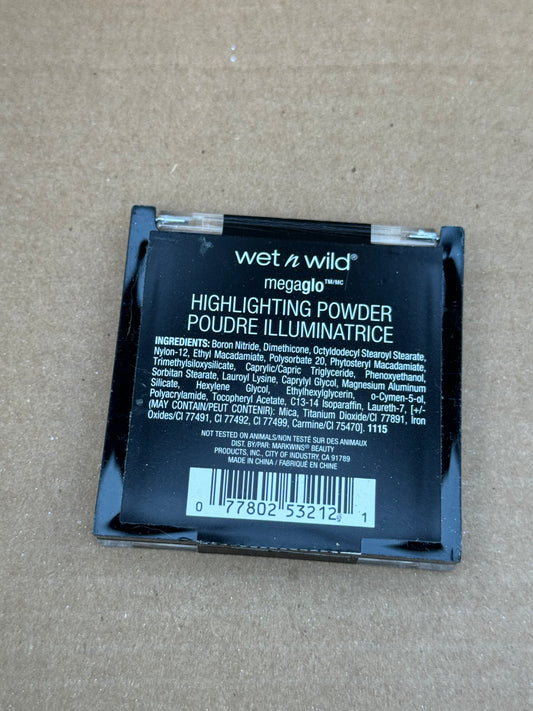 wet n wild®
megaglo™/MC
HIGHLIGHTING POWDER
POUDRE ILLUMINATRICE
INGREDIENTS: Boron Nitride, Dimethicone, Octyldodecyl Stearoyl Stearate,
Nylon-12, Ethyl Macadamiate, Polysorbate 20, Phytosteryl Macadamiate,
Trimethylsiloxysilicate, Caprylic/Capric Triglyceride, Phenoxyethanol,
Sorbitan Stearate, Lauroyl Lysine, Caprylyl Glycol, Magnesium Aluminum
Silicate, Hexylene Glycol, Ethylhexylglycerin, o-Cymen-5-ol,
Polyacrylamide, Tocopheryl Acetate, C13-14 Isoparaffin, Laureth-7, [+/-
(MAY CONTAIN/PEUT CONTENIR): Mica, Titanium Dioxide/CI 77891, Iron
Oxides/CI 77491, CI 77492, CI 77499, Carmine/CI 75470]. 1115
NOT TESTED ON ANIMALS/NON TESTÉ SUR DES ANIMAUX
DIST. BY/PAR: MARKWINS® BEAUTY
PRODUCTS, INC., CITY OF INDUSTRY, CA 91789
MADE IN CHINA / FABRIQUÉ EN CHINE
0 77802 53212 1